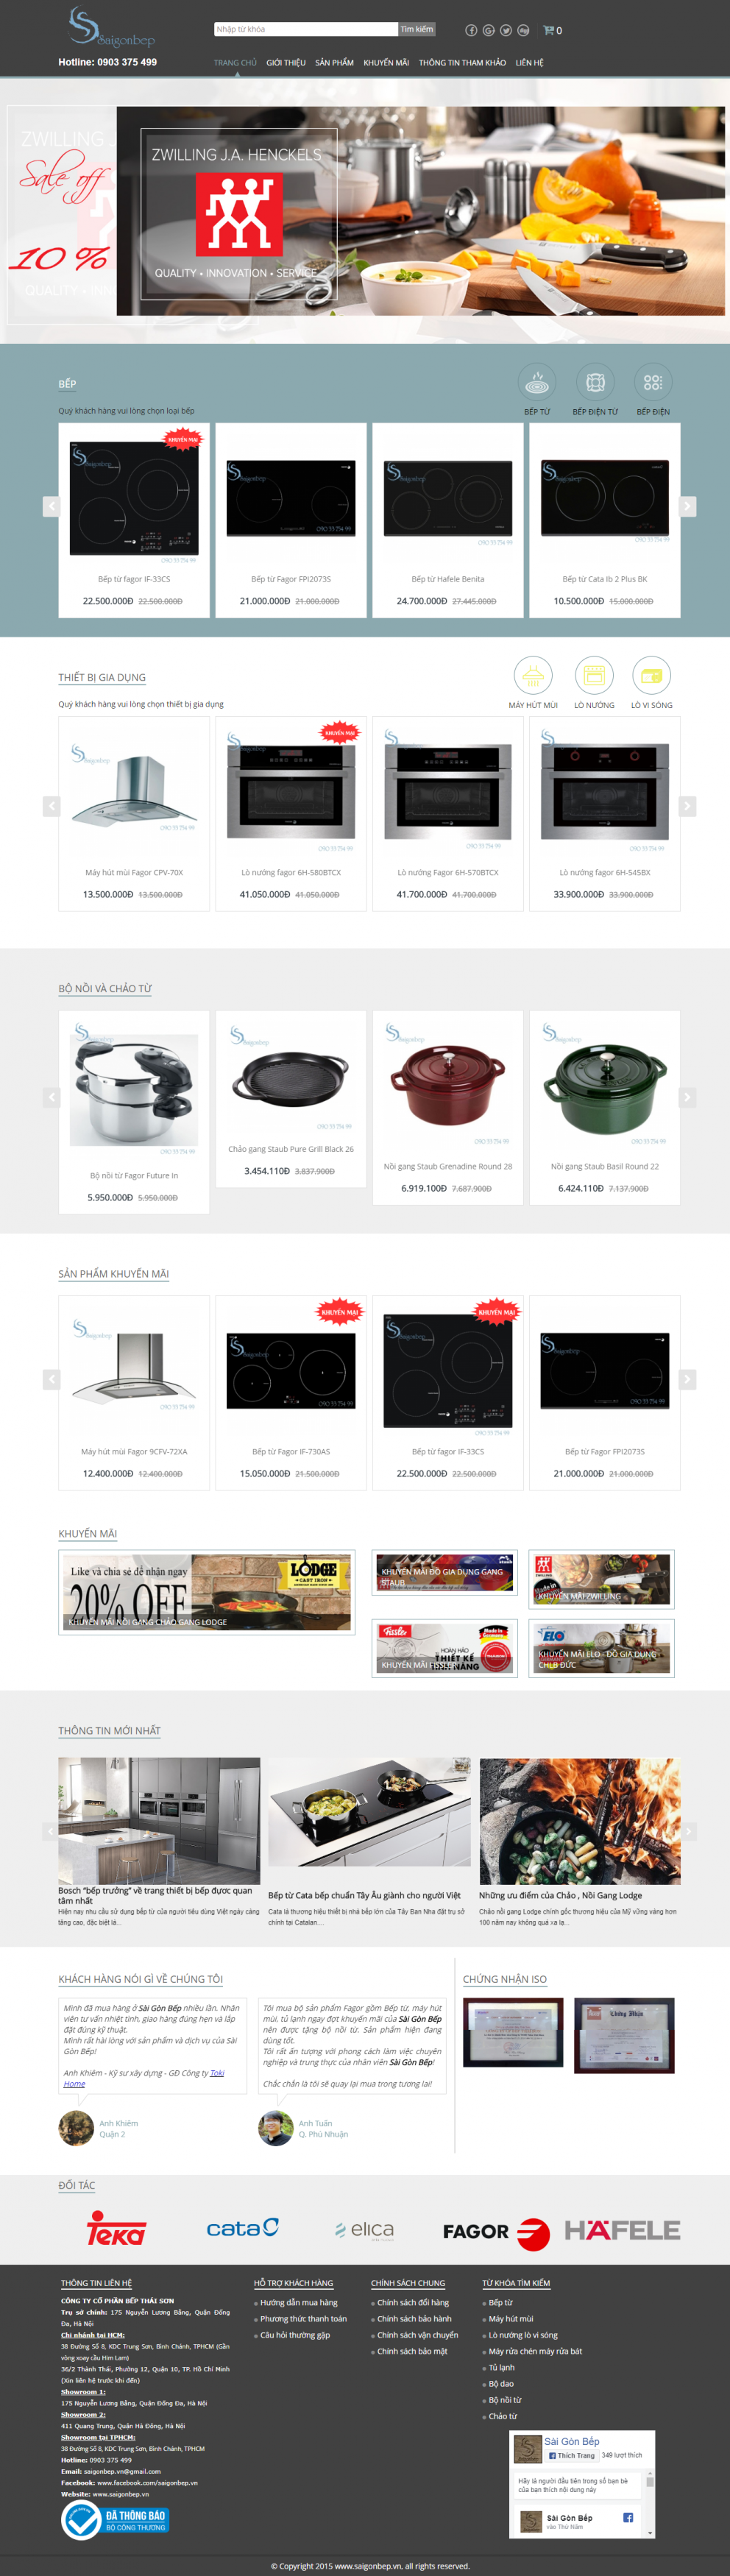 Saigonbep
Nhập từ khóa
Tìm kiếm
0
Hotline: 0903 375 499
TRANG CHỦ GIỚI THIỆU SẢN PHẨM KHUYẾN MÃI THÔNG TIN THAM KHẢO LIÊN HỆ
ZWILLING J
Sale off
10 %
QUALITY • INN
ZWILLING J.A. HENCKELS
QUALITY • INNOVATION • SERVICE
BẾP
Quý khách hàng vui lòng chọn loại bếp
BẾP TỪ BẾP ĐIỆN TỪ BẾP ĐIỆN
KHUYẾN MẠI
Bếp từ fagor IF-33CS
22.500.000Đ 22.500.000Đ
Bếp từ Fagor FPI2073S
21.000.000Đ 21.000.000Đ
Bếp từ Hafele Benita
24.700.000Đ 27.445.000Đ
Bếp từ Cata Ib 2 Plus BK
10.500.000Đ 15.000.000Đ
THIẾT BỊ GIA DỤNG
Quý khách hàng vui lòng chọn thiết bị gia dụng
MÁY HÚT MÙI LÒ NƯỚNG LÒ VI SÓNG
KHUYẾN MẠI
Máy hút mùi Fagor CPV-70X
13.500.000Đ 13.500.000Đ
Lò nướng fagor 6H-580BTCX
41.050.000Đ 41.050.000Đ
Lò nướng Fagor 6H-570BTCX
41.700.000Đ 41.700.000Đ
Lò nướng fagor 6H-545BX
33.900.000Đ 33.900.000Đ
BỘ NỒI VÀ CHẢO TỪ
Bộ nồi từ Fagor Future in
5.950.000Đ 5.950.000Đ
Chảo gang Staub Pure Grill Black 26
3.454.110Đ 3.837.900Đ
Nồi gang Staub Grenadine Round 28
6.919.100Đ 7.687.900Đ
Nồi gang Staub Basil Round 22
6.424.110Đ 7.137.900Đ
SẢN PHẨM KHUYẾN MÃI
KHUYẾN MẠI
KHUYẾN MẠI
Máy hút mùi Fagor 9CFV-72XA
12.400.000Đ 12.400.000Đ
Bếp từ Fagor IF-730AS
15.050.000Đ 21.500.000Đ
Bếp từ fagor IF-33CS
22.500.000Đ 22.500.000Đ
Bếp từ Fagor FPI2073S
21.000.000Đ 21.000.000Đ
KHUYẾN MÃI
Like và chia sẻ để nhận ngay
20% OFF
LODGE
CAST IRON
KHUYẾN MÃI NỒI GANG CHẢO GANG LODGE
KHUYẾN MÃI ĐỒ GIA DỤNG GANG
STAUB
KHUYẾN MÃI ZWILLING
Fissler
HOÀN HẢO
THIẾT KẾ
KHUYẾN MÃI FISSLER
ELO
KHUYẾN MÃI ELO - ĐỒ GIA DỤNG
CHLB ĐỨC
THÔNG TIN MỚI NHẤT
Bosch "bếp trưởng" về trang thiết bị bếp được quan
tâm nhất
Hiện nay nhu cầu sử dụng bếp từ của người tiêu dùng Việt ngày càng
tăng cao, đặc biệt là...
Bếp từ Cata bếp chuẩn Tây Âu giành cho người Việt
Cata là thương hiệu thiết bị nhà bếp lớn của Tây Ban Nha đặt trụ sở
chính tại Catalan....
Những ưu điểm của Chảo , Nồi Gang Lodge
Chảo nồi gang Lodge chính gốc thương hiệu của Mỹ vững vàng hơn
100 năm nay không quá xa lạ...
KHÁCH HÀNG NÓI GÌ VỀ CHÚNG TÔI
Mình đã mua hàng ở Sài Gòn Bếp nhiều lần. Nhân
viên tư vấn nhiệt tình, giao hàng đúng hẹn và lắp
đặt đúng kỹ thuật.
Mình rất hài lòng với sản phẩm và dịch vụ của Sài
Gòn Bếp!
Anh Khiêm - Kỹ sư xây dựng - GĐ Công ty Toki
Home
Anh Khiêm
Quận 2
Tôi mua bộ sản phẩm Fagor gồm Bếp từ, máy hút
mùi, tủ lạnh ngay đợt khuyến mãi của Sài Gòn Bếp
nên được tặng bộ nồi từ. Sản phẩm hiện đang
dùng tốt.
Tôi rất ấn tượng với phong cách làm việc chuyên
nghiệp và trung thực của nhân viên Sài Gòn Bếp!
Chắc chắn là tôi sẽ quay lại mua trong tương lai!
Anh Tuấn
Q. Phú Nhuận
CHỨNG NHẬN ISO
Chứng Nhận
ĐỐI TÁC
Teka
cata
elica
FAGOR
HÄFELE
THÔNG TIN LIÊN HỆ
CÔNG TY CỔ PHẦN BẾP THÁI SƠN
Trụ sở chính: 175 Nguyễn Lương Bằng, Quận Đống
Đa, Hà Nội
Chi nhánh tại HCM:
38 Đường Số 8, KDC Trung Sơn, Bình Chánh, TPHCM (Gần
vòng xoay cầu Him Lam)
36/2 Thành Thái, Phường 12, Quận 10, TP. Hồ Chí Minh
(Xin liên hệ trước khi đến)
Showroom 1:
175 Nguyễn Lương Bằng, Quận Đống Đa, Hà Nội
Showroom 2:
411 Quang Trung, Quận Hà Đông, Hà Nội
Showroom tại TPHCM:
38 Đường Số 8, KDC Trung Sơn, Bình Chánh, TPHCM
Hotline: 0903 375 499
Email: saigonbep.vn@gmail.com
Facebook: www.facebook.com/saigonbep.vn
Website: www.saigonbep.vn
ĐÃ THÔNG BÁO
BỘ CÔNG THƯƠNG
HỖ TRỢ KHÁCH HÀNG
Hướng dẫn mua hàng
Phương thức thanh toán
Câu hỏi thường gặp
CHÍNH SÁCH CHUNG
Chính sách đổi hàng
Chính sách bảo hành
Chính sách vận chuyển
Chính sách bảo mật
TỪ KHÓA TÌM KIẾM
Bếp từ
Máy hút mùi
Lò nướng lò vi sóng
Máy rửa chén máy rửa bát
Tủ lạnh
Bộ dao
Bộ nồi từ
Chảo từ
Sài Gòn Bếp
Thích Trang
349 lượt thích
Hãy là người đầu tiên trong số bạn bè
của bạn thích nội dung này
Sài Gòn Bếp
vào Thứ Năm
© Copyright 2015 www.saigonbep.vn, all rights reserved.